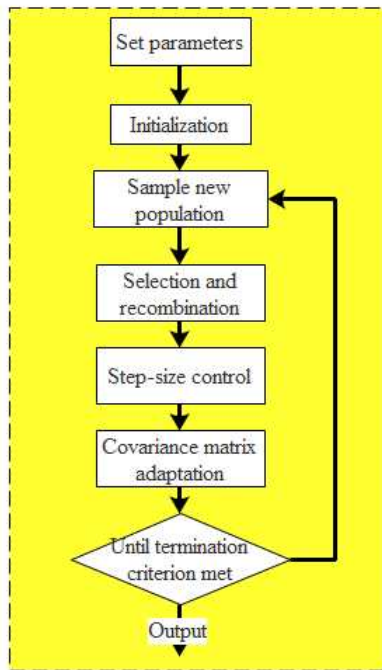 Set parameters
Initialization
Sample new
population
Selection and
recombination
Step-size control
Covariance matrix
adaptation
Until termination
criterion met
Output